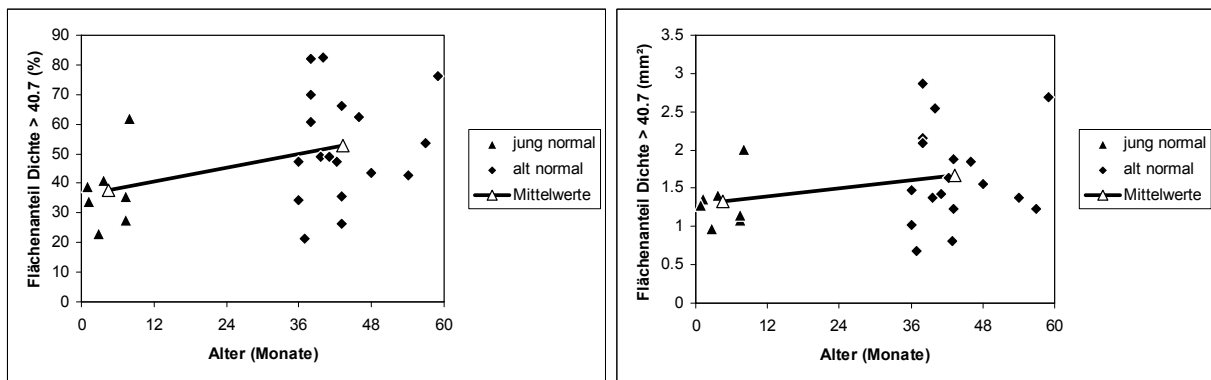 Flächenanteil Dichte > 40.7 (%)
90
80
70
60
50
40
30
20
10
0
0 12 24 36 48 60
Alter (Monate)
jung normal
alt normal
Mittelwerte
Flächenanteil Dichte > 40.7 (mm²)
3.5
3
2.5
2
1.5
1
0.5
0
0 12 24 36 48 60
Alter (Monate)
jung normal
alt normal
Mittelwerte